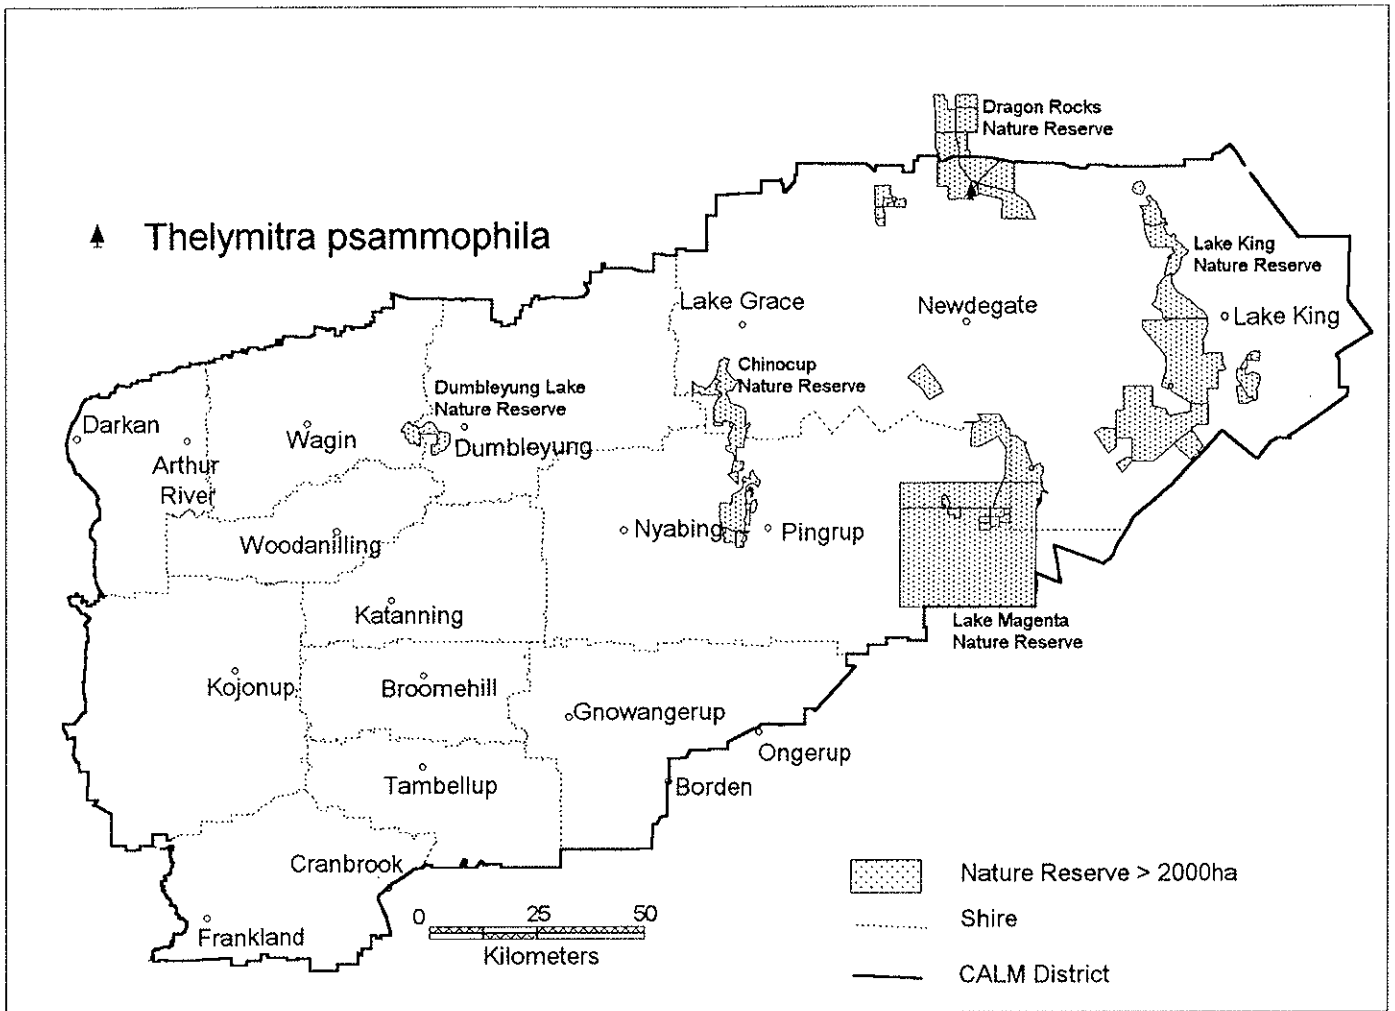 Dragon Rocks
Nature Reserve
Thelymitra psammophila
Lake King
Nature Reserve
Lake Grace
Newdegate
Lake King
Chinocup
Nature Reserve
Dumbleyung Lake
Nature Reserve
Darkan
Wagin
Dumbleyung
Arthur
River
Nyabing
Pingrup
Woodanilling
Katanning
Lake Magenta
Nature Reserve
Kojonup
Broomehill
Gnowangerup
Ongerup
Tambellup
Borden
Cranbrook
Frankland
0 25 50
Kilometers
Nature Reserve > 2000ha
Shire
CALM District